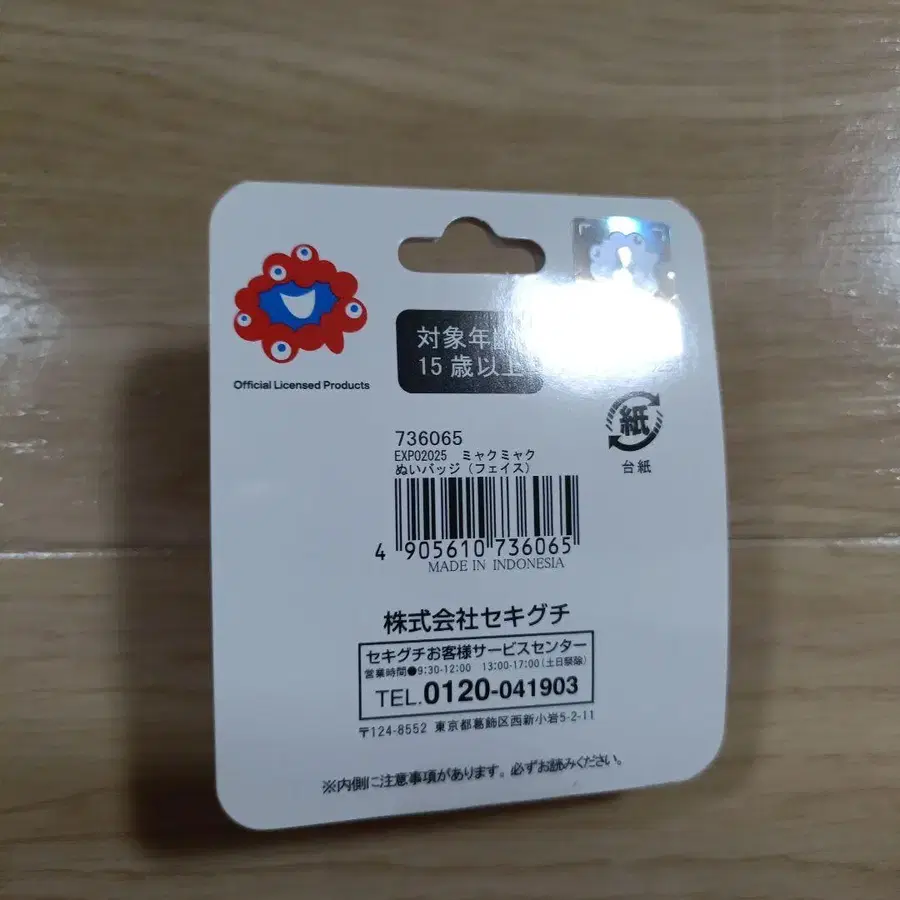 Official Licensed Products
対象年齢
15歳以上
紙
台紙
736065
EXPO2025 ミャクミャク
ぬいバッジ（フェイス）
4 905610 736065
MADE IN INDONESIA
株式会社セキグチ
セキグチお客様サービスセンター
営業時間●9:30-12:00 13:00-17:00（土日祭除）
TEL.0120-041903
〒124-8552 東京都葛飾区西新小岩5-2-11
※内側に注意事項があります。必ずお読みください。